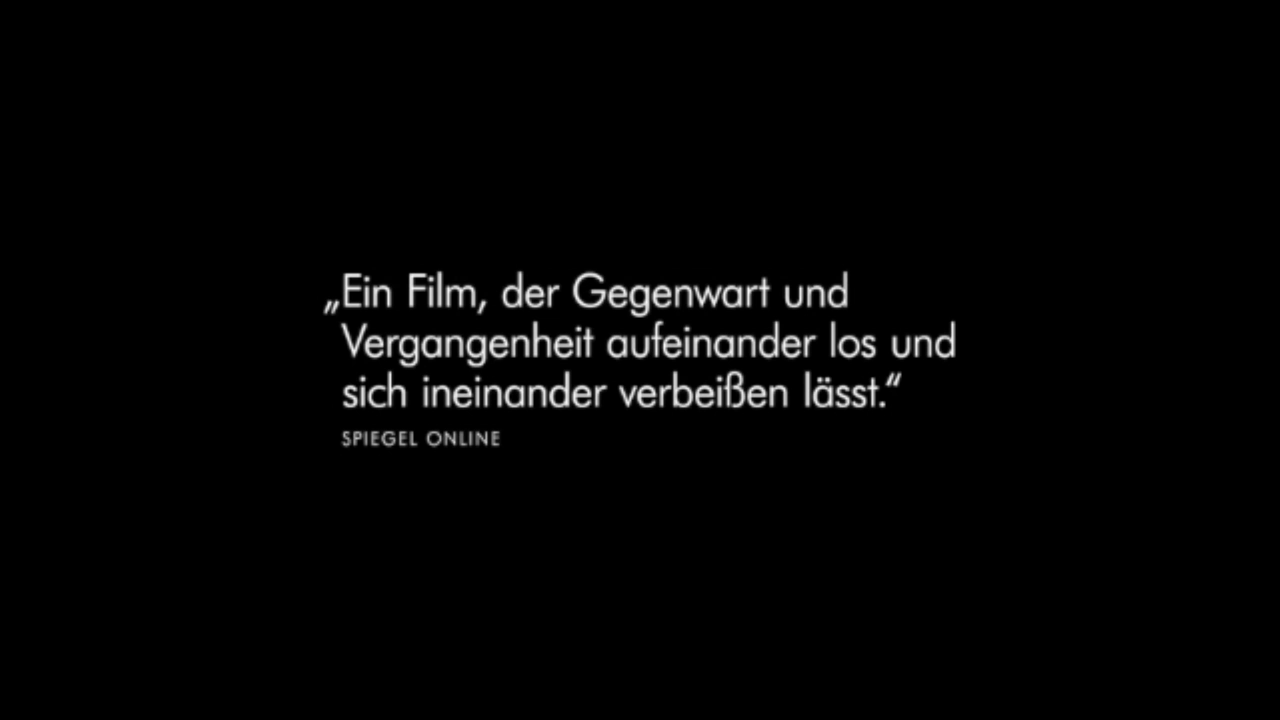 „Ein Film, der Gegenwart und
Vergangenheit aufeinander los und
sich ineinander verbeißen lässt.“
SPIEGEL ONLINE